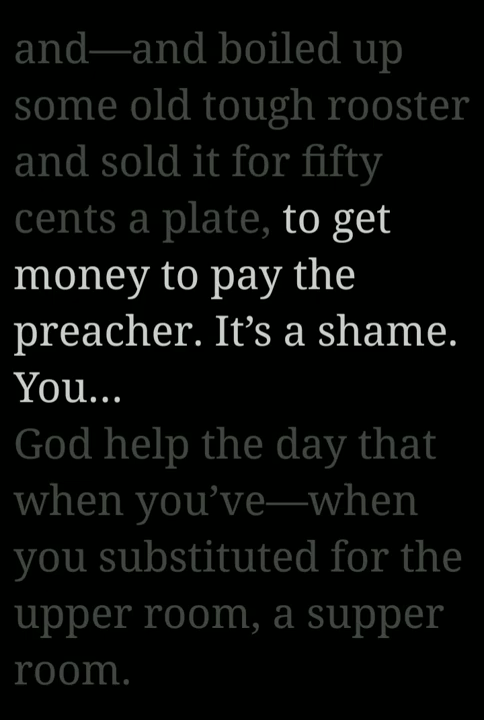 and—and boiled up
some old tough rooster
and sold it for fifty
cents a plate, to get
money to pay the
preacher. It’s a shame.
You...
God help the day that
when you’ve—when
you substituted for the
upper room, a supper
room.